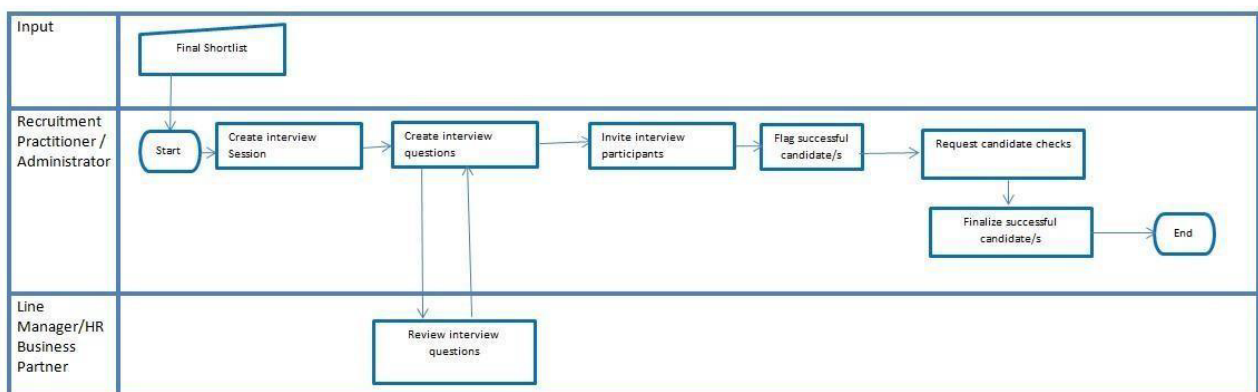 Input
Final Shortlist
Recruitment
Practitioner /
Administrator
Start
Create interview
Session
Create interview
questions
Invite interview
participants
Flag successful
candidate/s
Request candidate checks
Finalize successful
candidate/s
End
Line
Manager/HR
Business
Partner
Review interview
questions